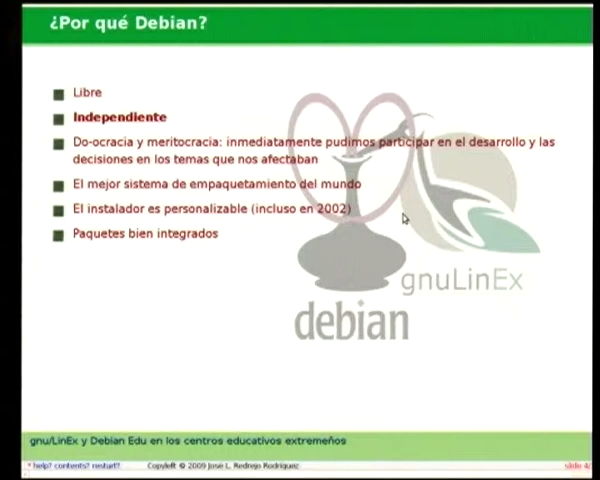 ¿Por qué Debian?
Libre
Independiente
Do-ocracia y meritocracia: inmediatamente pudimos participar en el desarrollo y las
decisiones en los temas que nos afectaban
El mejor sistema de empaquetamiento del mundo
El instalador es personalizable (incluso en 2002)
Paquetes bien integrados
gnuLinEx
debian
gnu/LinEx y Debian Edu en los centros educativos extremeños
* help? contents? restart?
Copyleft © 2009 José L. Redrejo Rodríguez
slide 4/